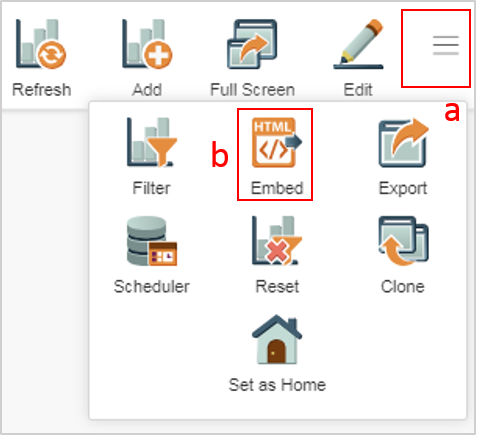 Refresh Add Full Screen Edit
a
b
HTML
</>
Filter Embed Export
Scheduler Reset Clone
Set as Home